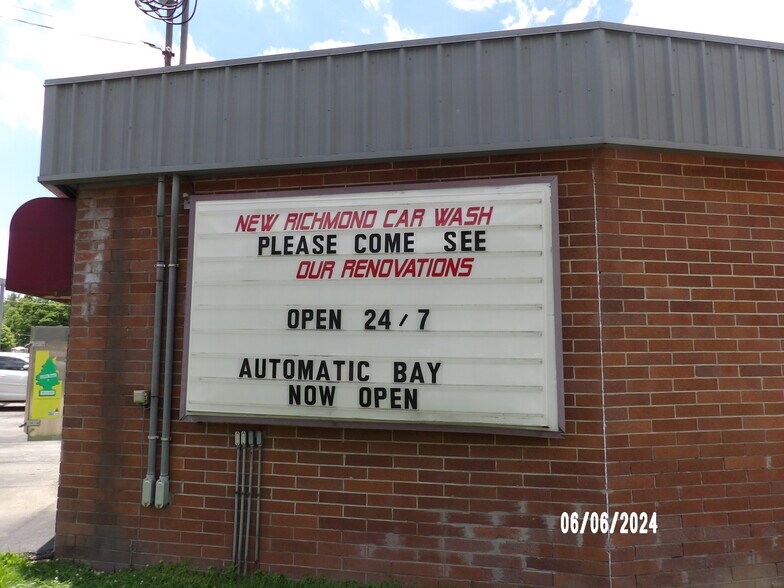 NEW RICHMOND CAR WASH
PLEASE COME SEE
OUR RENOVATIONS
OPEN 24/7
AUTOMATIC BAY
NOW OPEN
06/06/2024